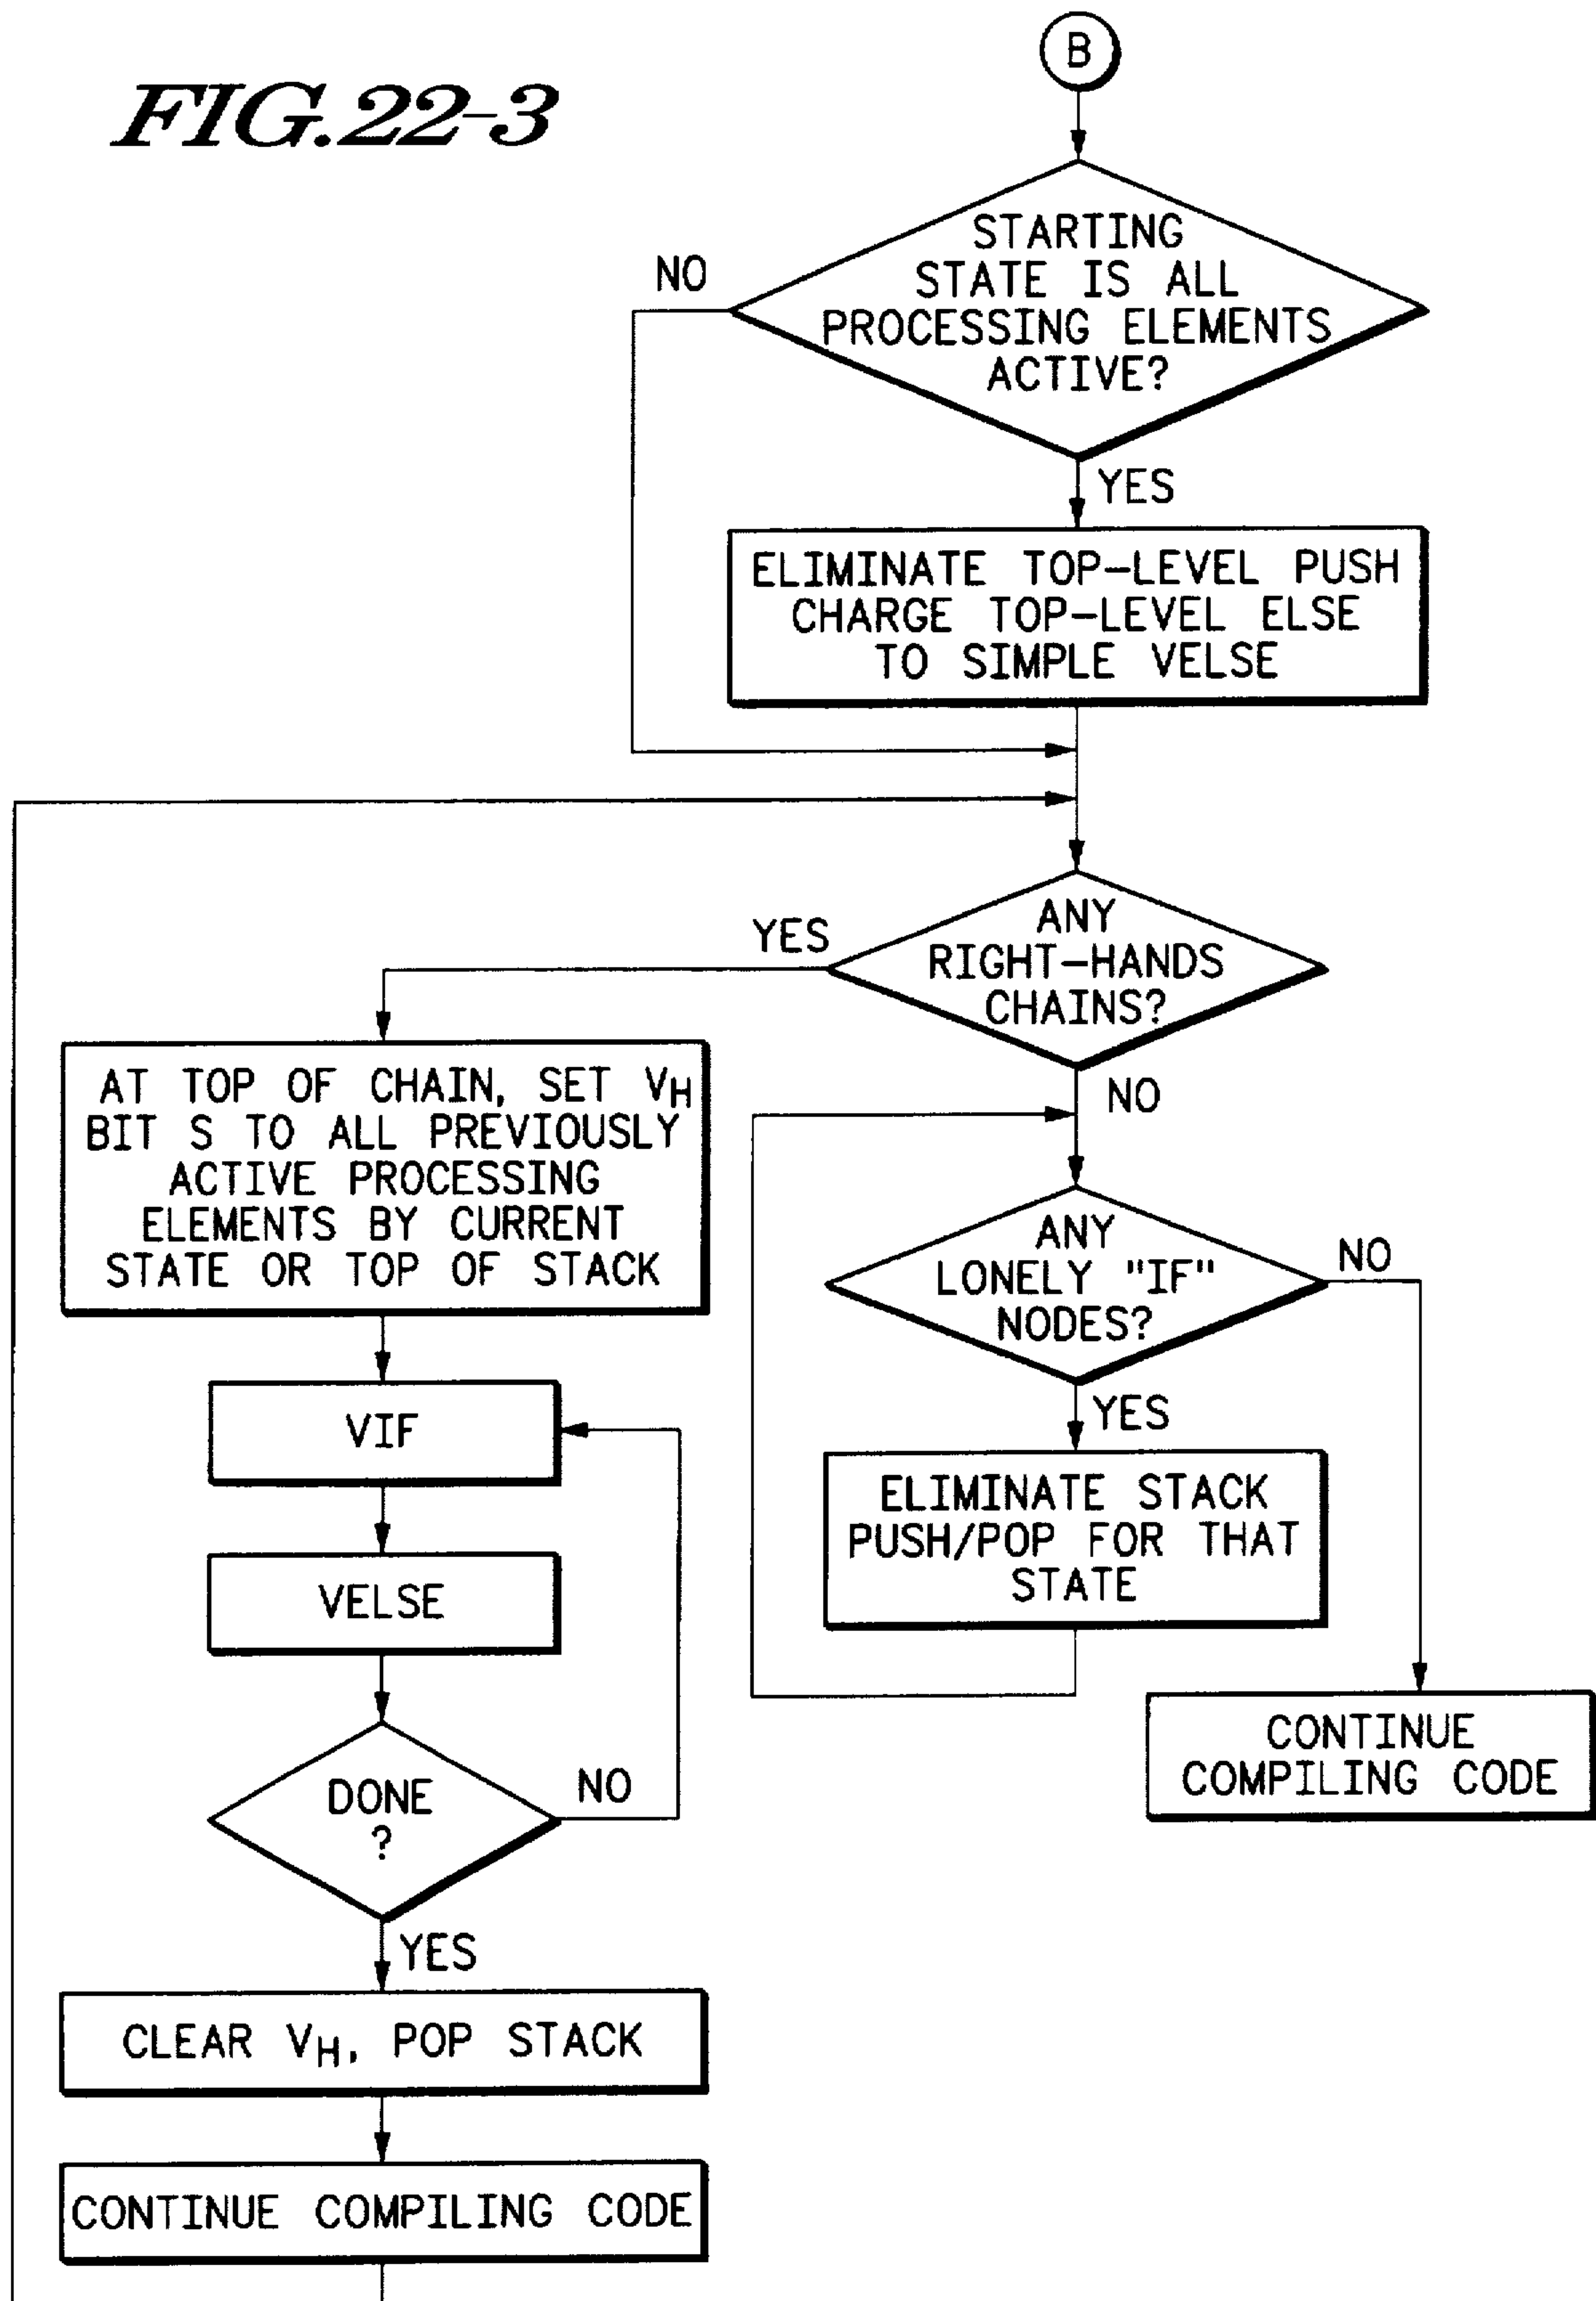 FIG.22-3
B
STARTING
STATE IS ALL
PROCESSING ELEMENTS
ACTIVE?
NO
YES
ELIMINATE TOP-LEVEL PUSH
CHARGE TOP-LEVEL ELSE
TO SIMPLE VELSE
ANY
RIGHT-HANDS
CHAINS?
YES
NO
AT TOP OF CHAIN, SET VH
BIT S TO ALL PREVIOUSLY
ACTIVE PROCESSING
ELEMENTS BY CURRENT
STATE OR TOP OF STACK
VIF
VELSE
DONE
?
NO
YES
CLEAR VH, POP STACK
CONTINUE COMPILING CODE
ANY
LONELY "IF"
NODES?
NO
YES
ELIMINATE STACK
PUSH/POP FOR THAT
STATE
CONTINUE
COMPILING CODE